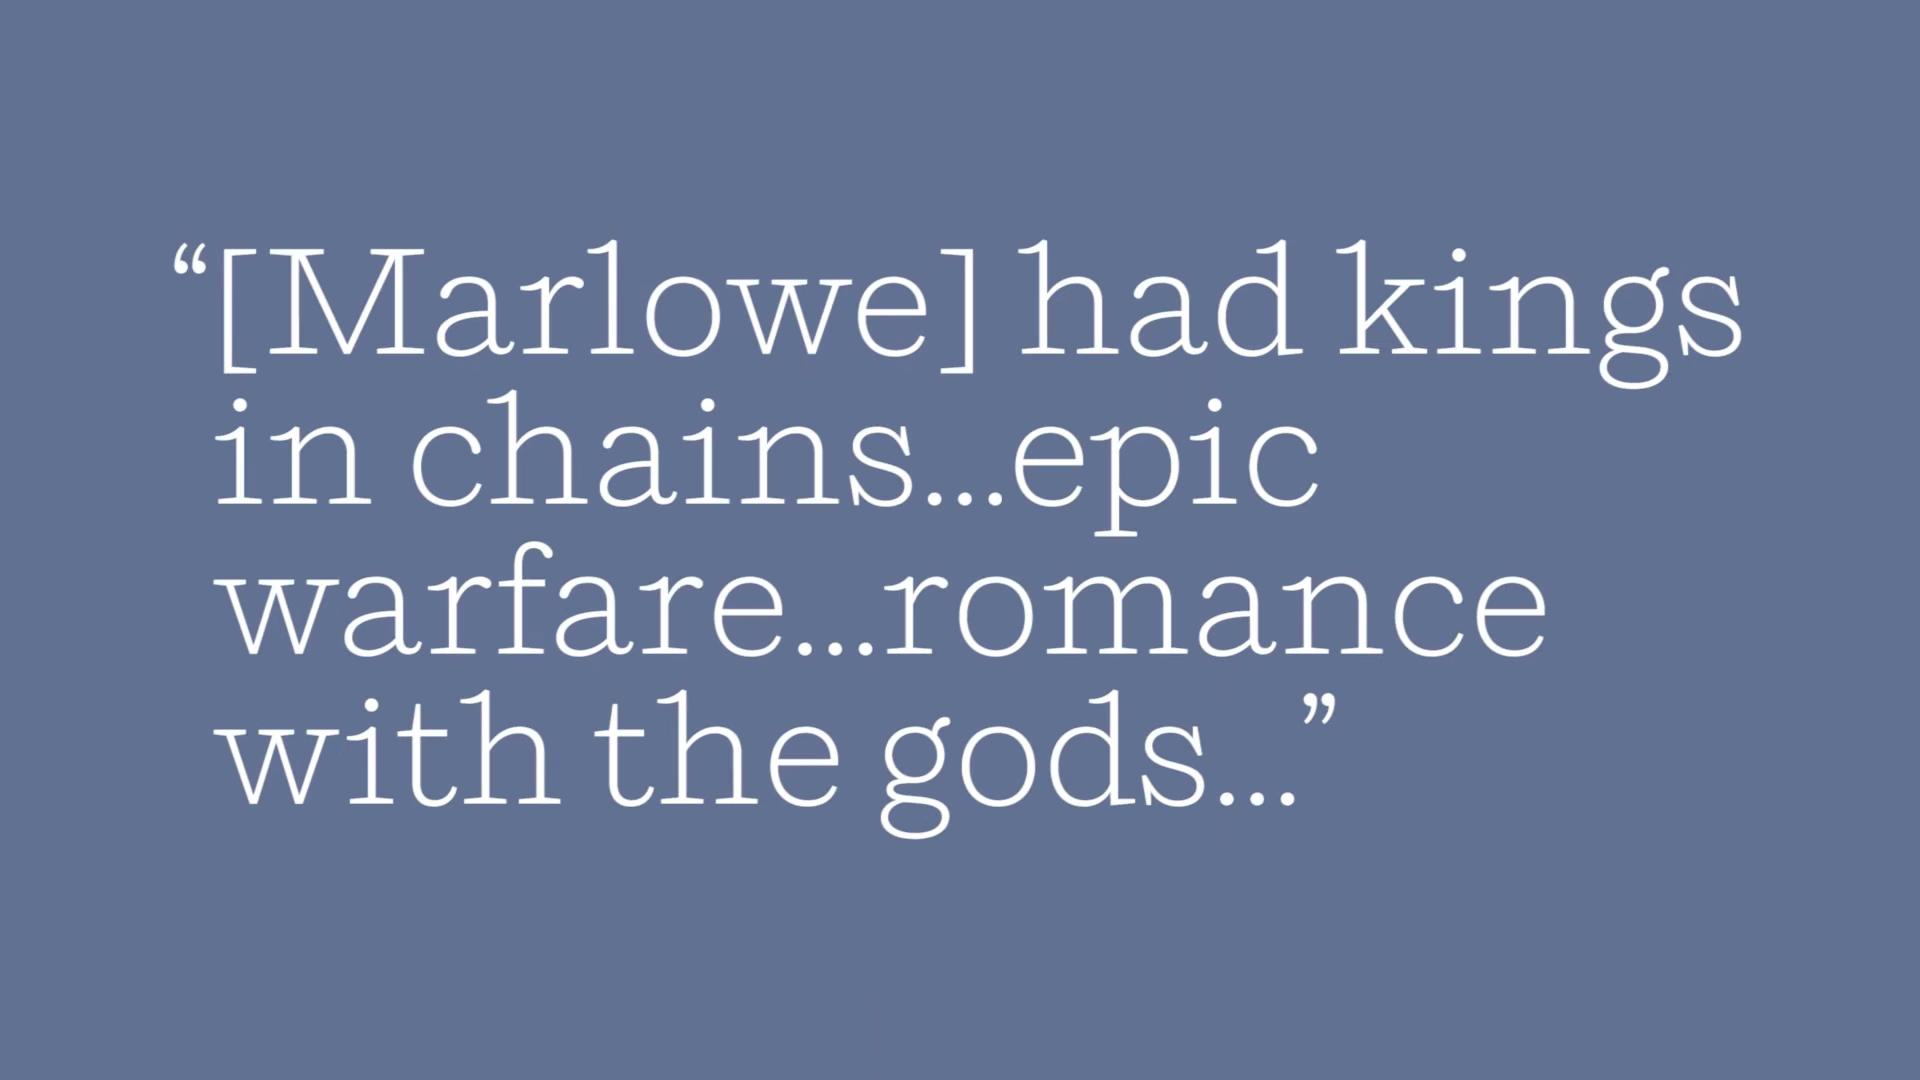 “[Marlowe] had kings
in chains...epic
warfare...romance
with the gods...”